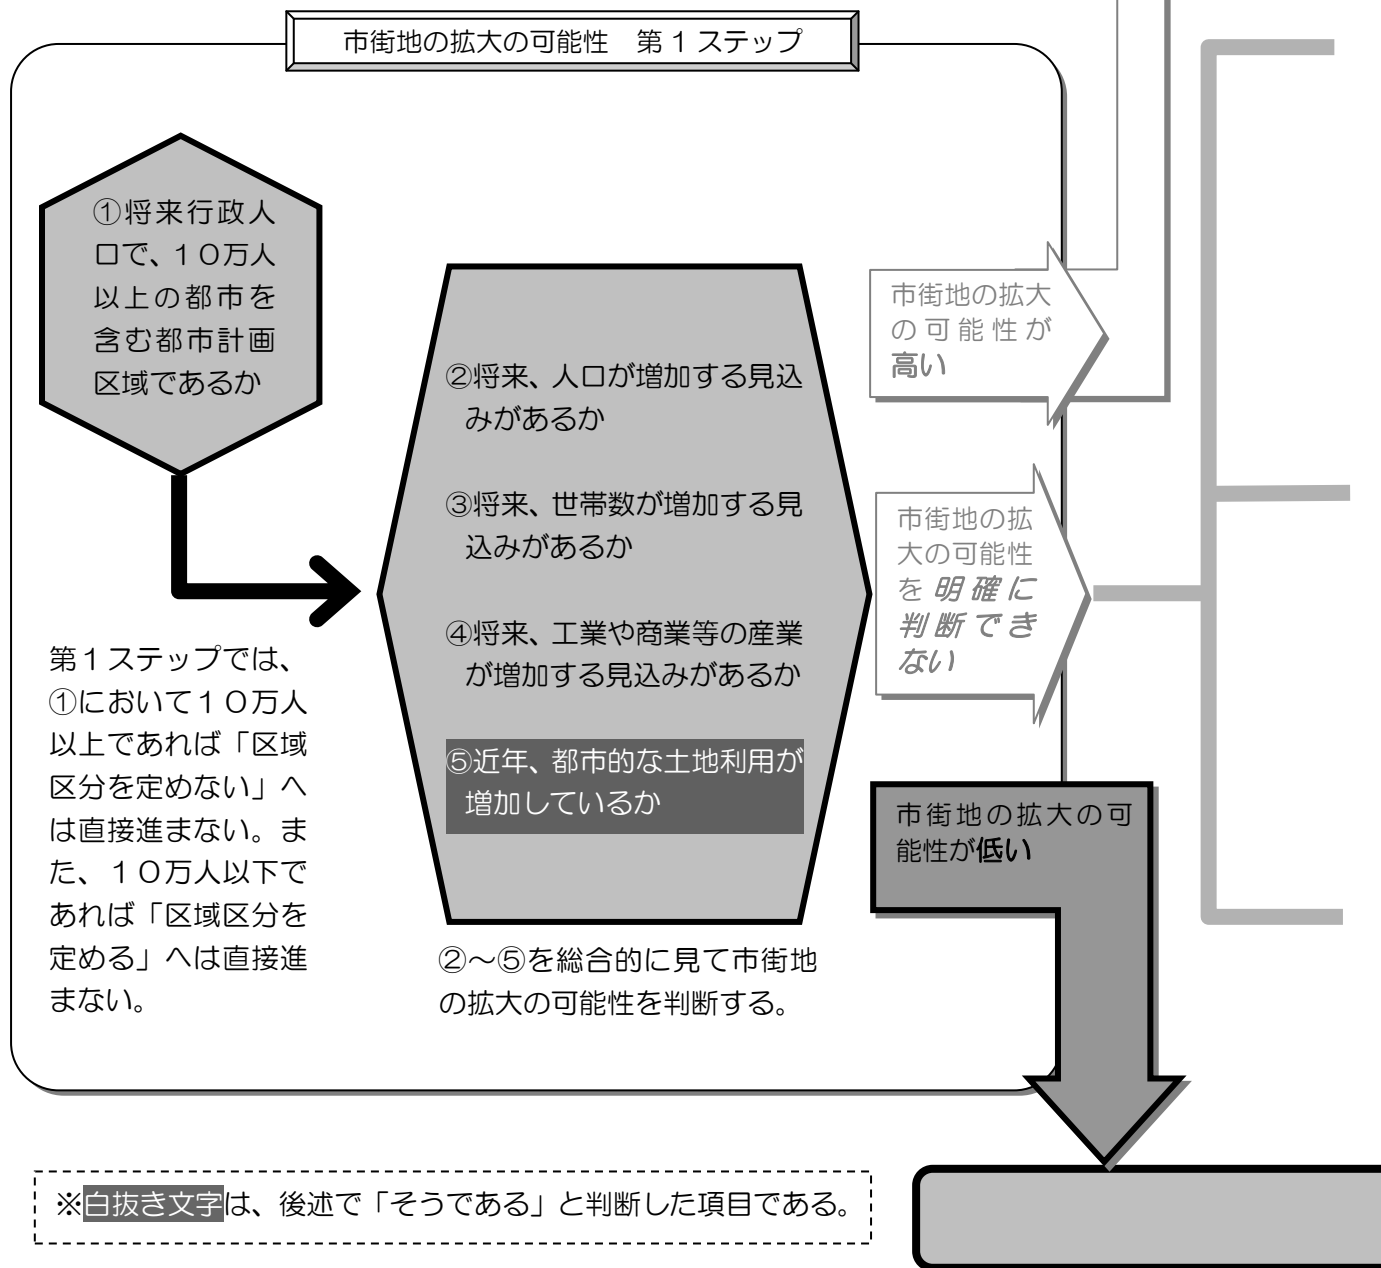 市街地の拡大の可能性　第１ステップ
①将来行政人
口で、１０万人
以上の都市を
含む都市計画
区域であるか
②将来、人口が増加する見込
みがあるか
③将来、世帯数が増加する見
込みがあるか
④将来、工業や商業等の産業
が増加する見込みがあるか
⑤近年、都市的な土地利用が
増加しているか
市街地の拡大
の可能性が
高い
市街地の拡
大の可能性
を明確に
判断でき
ない
市街地の拡大の可
能性が低い
第１ステップでは、
①において１０万人
以上であれば「区域
区分を定めない」へ
は直接進まない。ま
た、１０万人以下で
あれば「区域区分を
定める」へは直接進
まない。
②～⑤を総合的に見て市街地
の拡大の可能性を判断する。
※白抜き文字は、後述で「そうである」と判断した項目である。